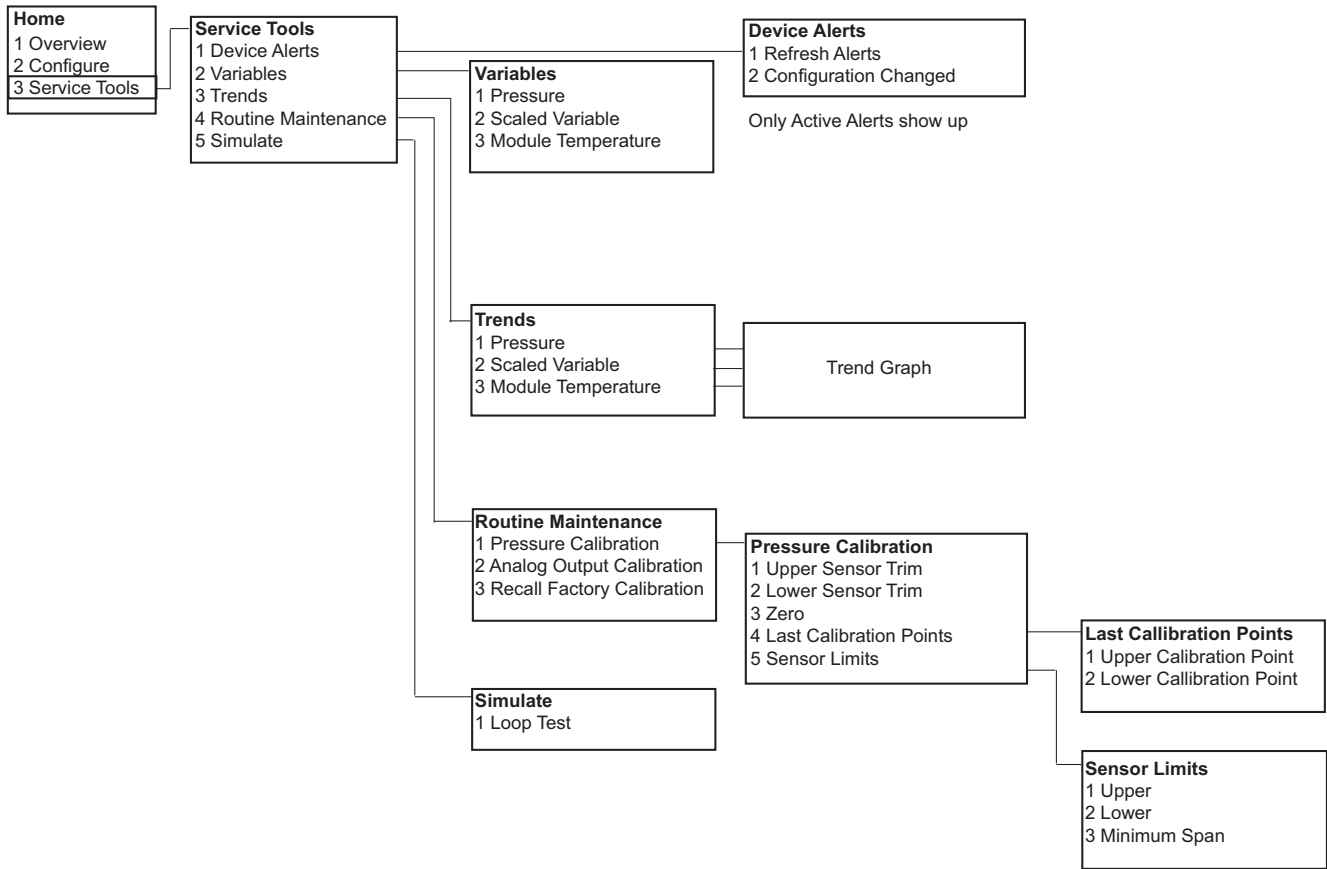 Home
1 Overview
2 Configure
3 Service Tools
Service Tools
1 Device Alerts
2 Variables
3 Trends
4 Routine Maintenance
5 Simulate
Variables
1 Pressure
2 Scaled Variable
3 Module Temperature
Device Alerts
1 Refresh Alerts
2 Configuration Changed
Only Active Alerts show up
Trends
1 Pressure
2 Scaled Variable
3 Module Temperature
Trend Graph
Routine Maintenance
1 Pressure Calibration
2 Analog Output Calibration
3 Recall Factory Calibration
Pressure Calibration
1 Upper Sensor Trim
2 Lower Sensor Trim
3 Zero
4 Last Calibration Points
5 Sensor Limits
Last Callibration Points
1 Upper Calibration Point
2 Lower Callibration Point
Simulate
1 Loop Test
Sensor Limits
1 Upper
2 Lower
3 Minimum Span